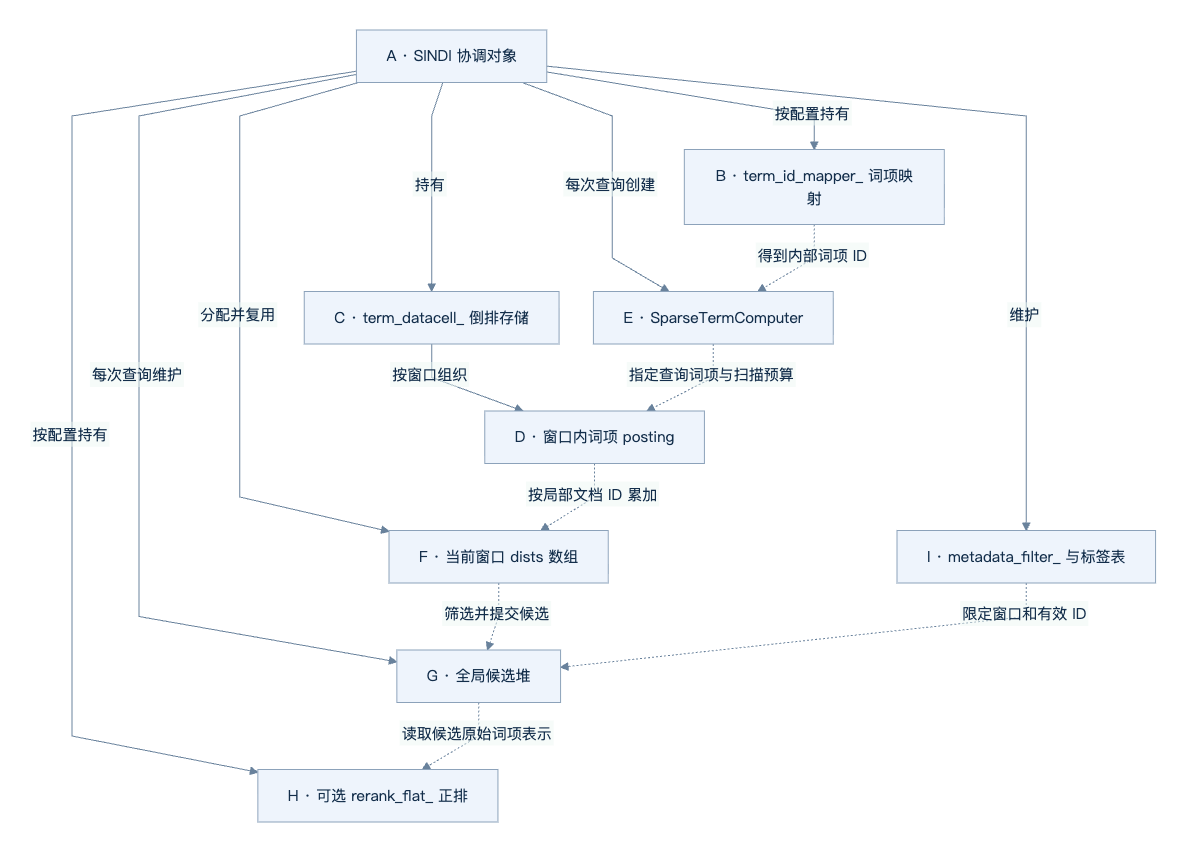 A · SINDI 协调对象
按配置持有
B · term_id_mapper_ 词项映
射
持有
每次查询创建
得到内部词项 ID
分配并复用
C · term_datacell_ 倒排存储
E · SparseTermComputer
维护
每次查询维护
按窗口组织
指定查询词项与扫描预算
按配置持有
D · 窗口内词项 posting
按局部文档 ID 累加
F · 当前窗口 dists 数组
I · metadata_filter_ 与标签表
筛选并提交候选
限定窗口和有效 ID
G · 全局候选堆
读取候选原始词项表示
H · 可选 rerank_flat_ 正排